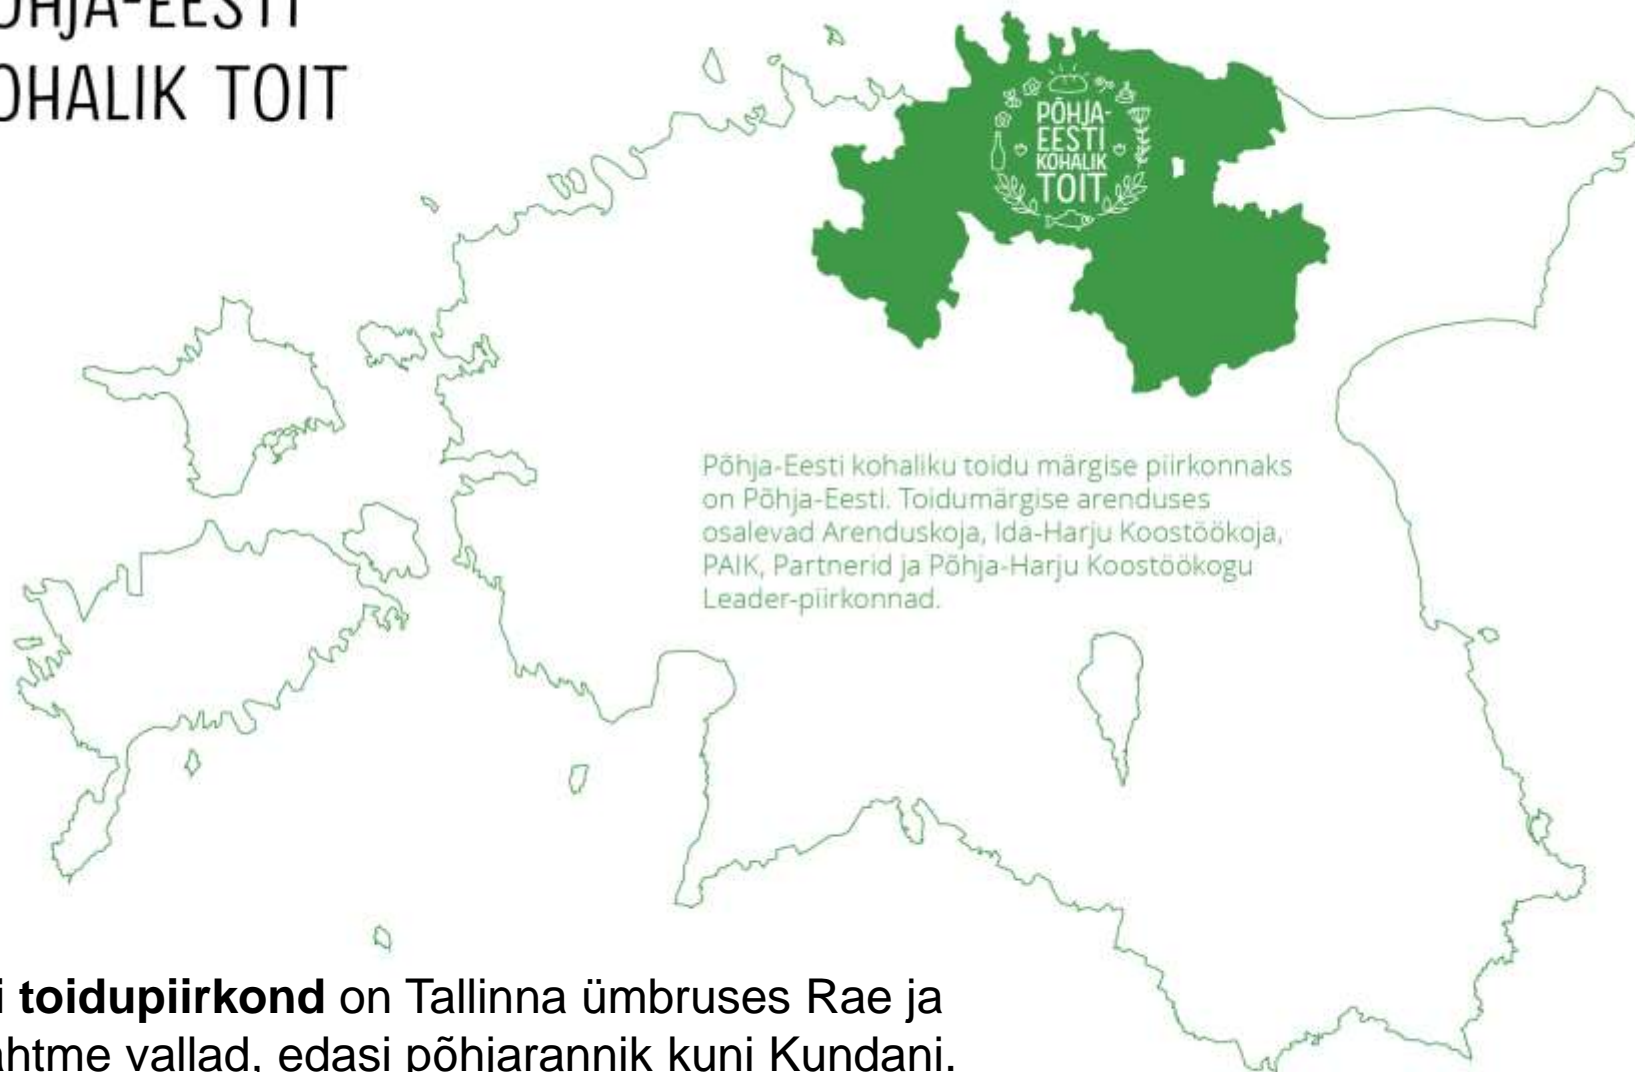 OHJA-EESTI
OHALIK TOIT
PÕHJA-
EESTI
KOHALIK
TOIT
Põhja-Eesti kohaliku toidu märgise piirkonnaks
on Põhja-Eesti. Toidumärgise arenduses
osalevad Arenduskoja, Ida-Harju Koostöökoja,
PAIK, Partnerid ja Põhja-Harju Koostöökogu
Leader-piirkonnad.
i toidupiirkond on Tallinna ümbruses Rae ja
ahtme vallad, edasi põhjarannik kuni Kundani.